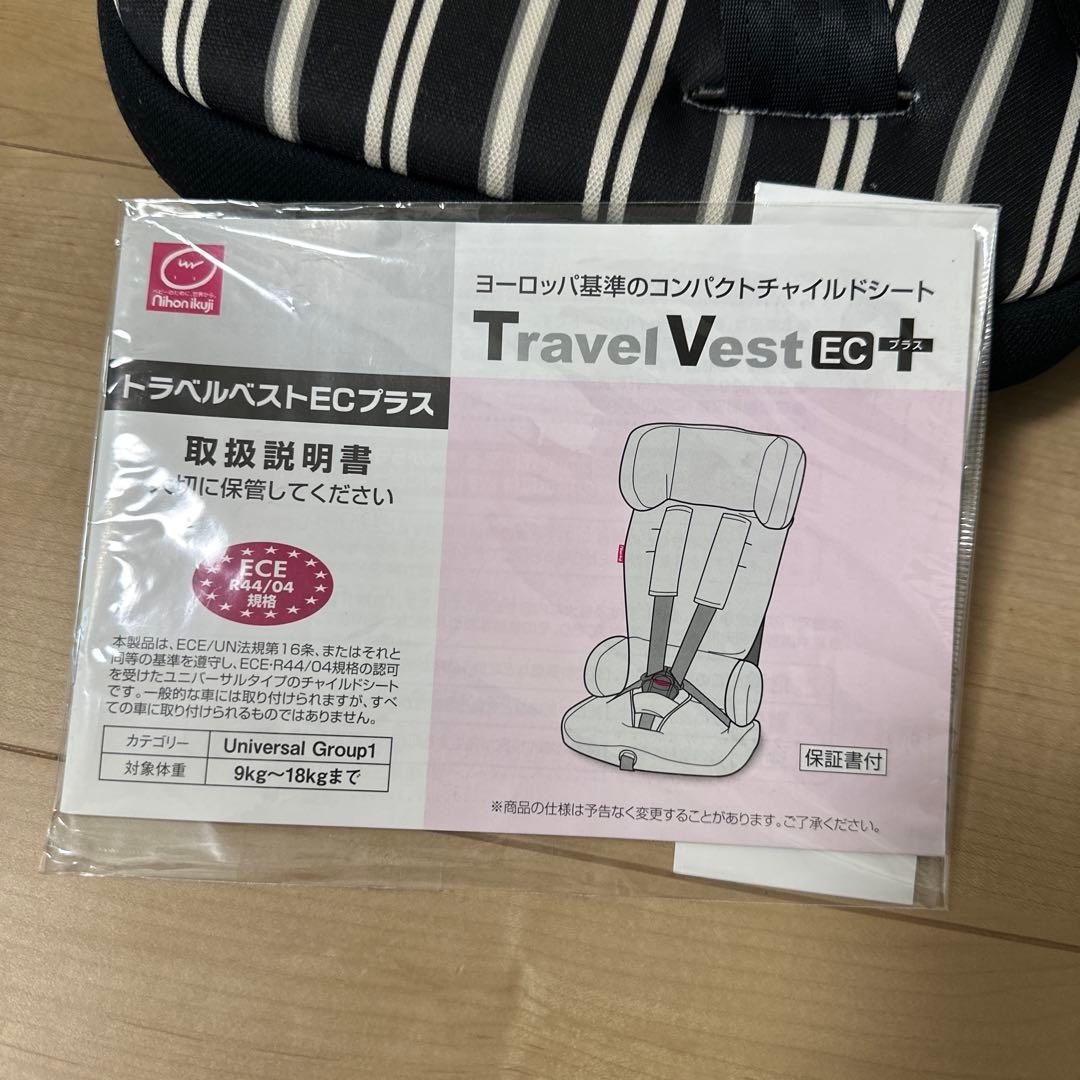 ベビーのために、世界から。
Nihon ikuji
ヨーロッパ基準のコンパクトチャイルドシート
Travel Vest EC+
プラス
トラベルベストECプラス
取扱説明書
大切に保管してください
ECE
R44/04
規格
本製品は、ECE/UN法規第16条、またはそれと
同等の基準を遵守し、ECE・R44/04規格の認可
を受けたユニバーサルタイプのチャイルドシート
です。一般的な車には取り付けられますが、すべ
ての車に取り付けられるものではありません。
カテゴリー Universal Group1
対象体重 9kg〜18kgまで
保証書付
※商品の仕様は予告なく変更することがあります。ご了承ください。